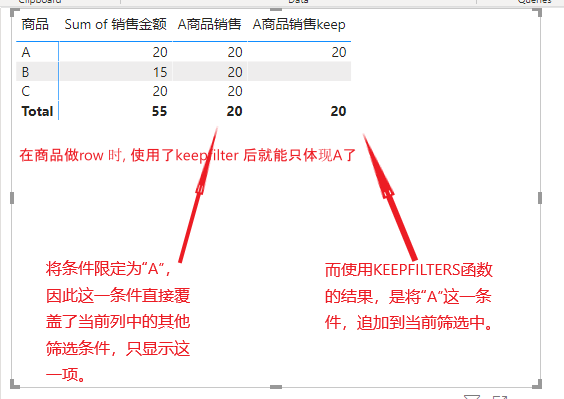 Clipboard Data Queries
商品 Sum of 销售金额 A商品销售 A商品销售keep
A 20 20 20
B 15 20
C 20 20
Total 55 20 20
在商品做row 时, 使用了keepfilter 后就能只体现A了
将条件限定为“A”,
因此这一条件直接覆
盖了当前列中的其他
筛选条件，只显示这
一项。
而使用KEEPFILTERS函数
的结果，是将“A”这一条
件，追加到当前筛选中。